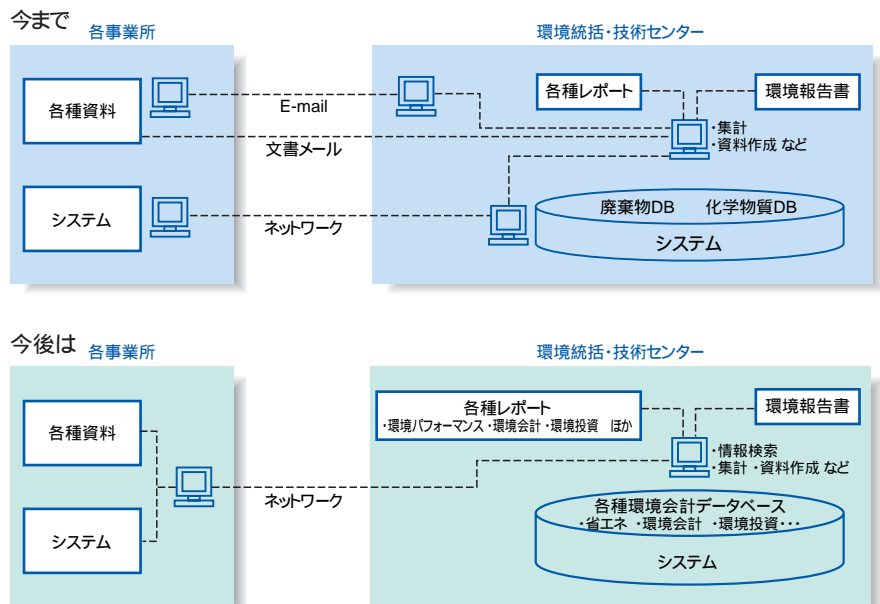 今まで
各事業所
環境統括・技術センター
各種資料
E-mail
文書メール
各種レポート
環境報告書
・集計
・資料作成 など
システム
ネットワーク
廃棄物DB 化学物質DB
システム
今後は
各事業所
環境統括・技術センター
各種資料
各種レポート
・環境パフォーマンス ・環境会計 ・環境投資 ほか
環境報告書
・情報検索
・集計 ・資料作成 など
ネットワーク
システム
各種環境会計データベース
・省エネ ・環境会計 ・環境投資・・・
システム